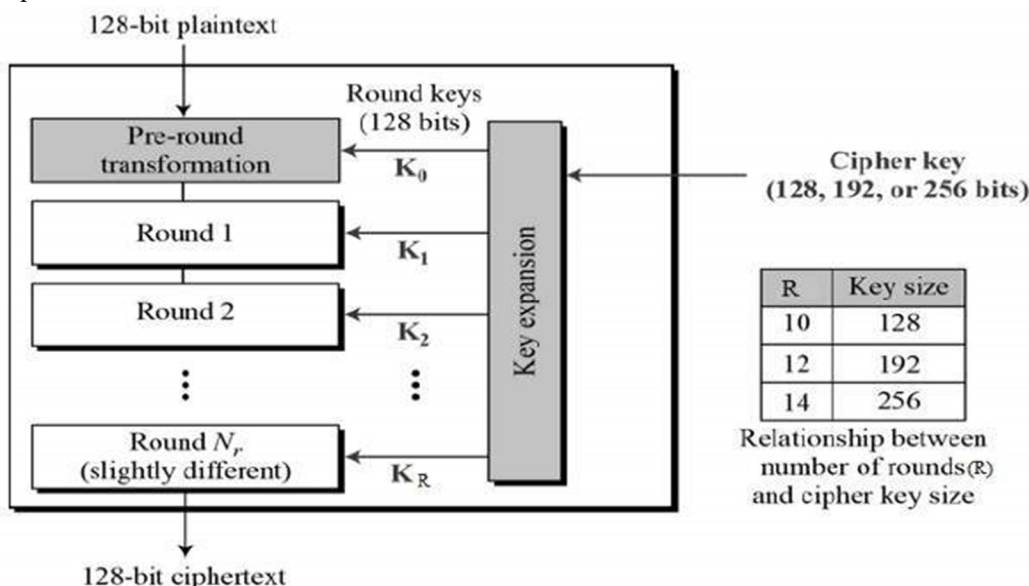 128-bit plaintext
Round keys
(128 bits)
Pre-round
transformation
K0
Cipher key
(128, 192, or 256 bits)
Round 1
K1
Key expansion
Round 2
K2
R Key size
10 128
12 192
14 256
Round Nr
(slightly different)
KR
Relationship between
number of rounds(R)
and cipher key size
128-bit ciphertext